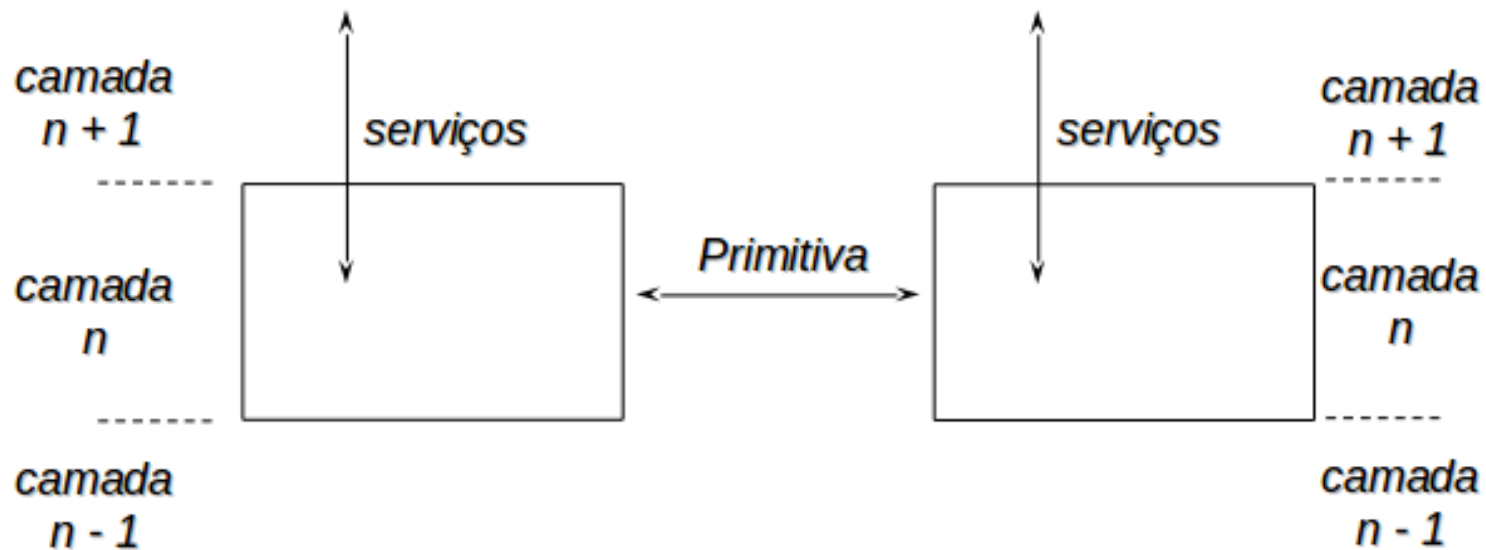 camada
n + 1
serviços
serviços
camada
n + 1
camada
n
Primitiva
camada
n
camada
n - 1
camada
n - 1